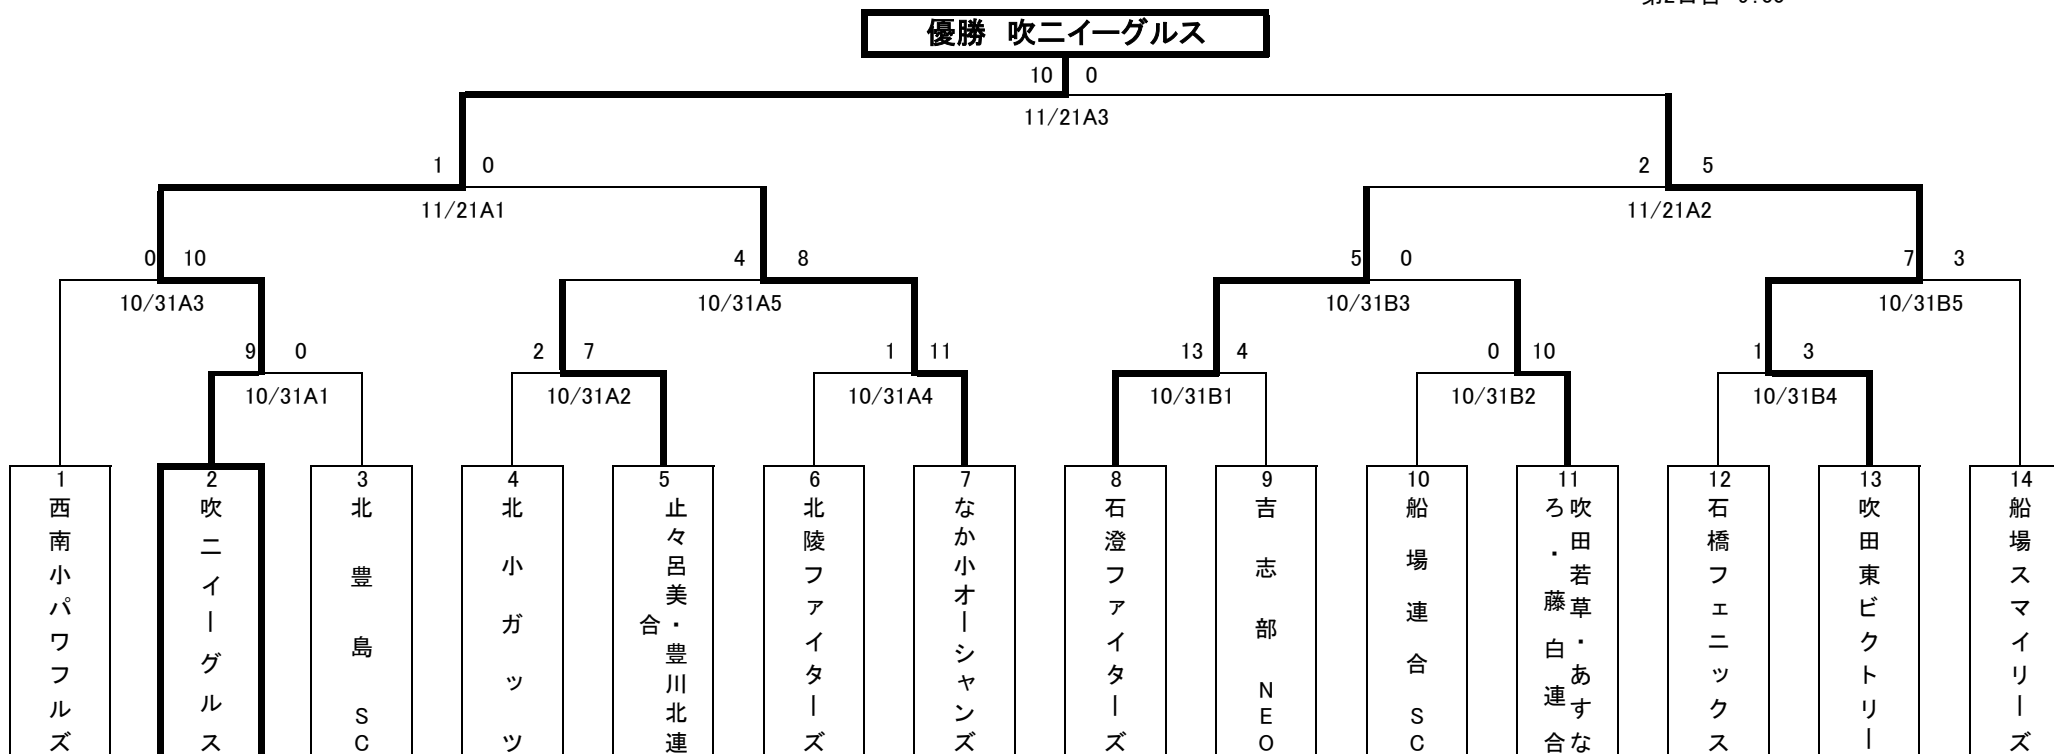 優勝 吹二イーグルス
10 0
11/21A3
1 0
2 5
11/21A1
11/21A2
0 10
4 8
5 0
7 3
10/31A3
10/31A5
10/31B3
10/31B5
9 0
2 7
1 11
13 4
0 10
1 3
10/31A1
10/31A2
10/31A4
10/31B1
10/31B2
10/31B4
1
西南小パワフルズ
2
吹二イーグルス
3
北豊島SC
4
北小ガッツ
5
止々呂美・豊川北連合
6
北陵ファイターズ
7
なか小オーシャンズ
8
石澄ファイターズ
9
吉志部NEO
10
船場連合SC
11
吹田若草・あすなろ・藤白連合
12
石橋フェニックス
13
吹田東ビクトリー
14
船場スマイリーズ